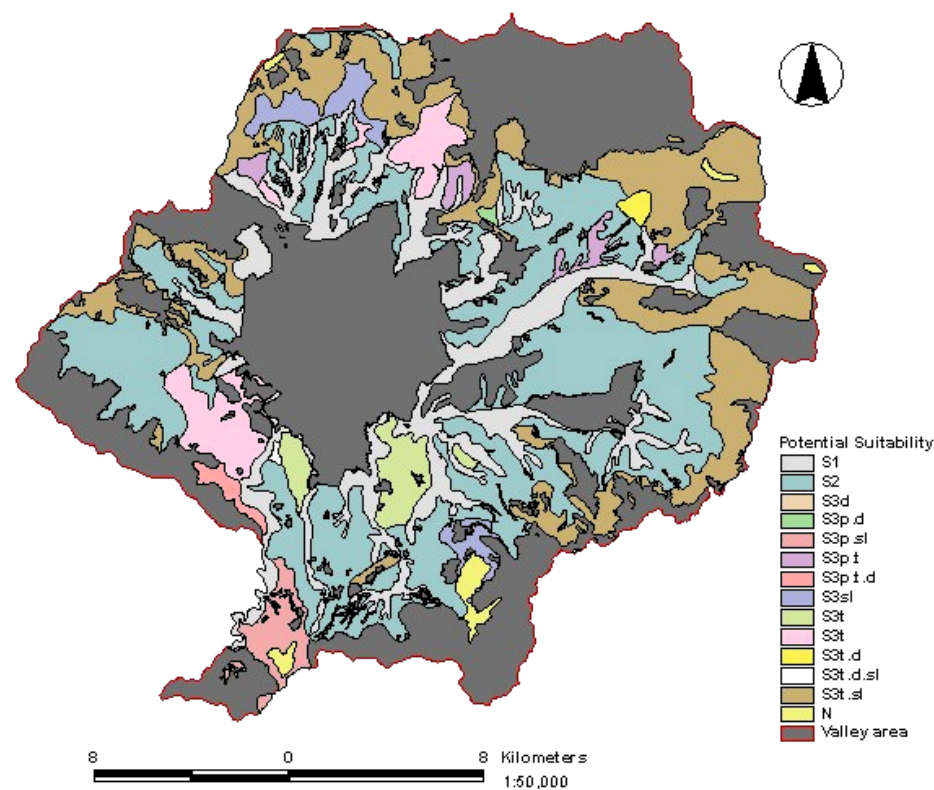 Potential Suitability
S1
S2
S3d
S3p.d
S3p.sl
S3p.t
S3p.t.d
S3sl
S3t
S3t
S3t.d
S3t.d.sl
S3t.sl
N
Valley area
8 0 8 Kilometers
1:50,000